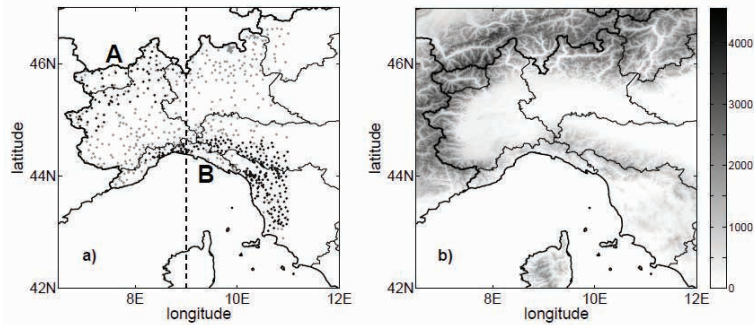 A
B
a)
46N
44N
42N
latitude
8E
10E
12E
longitude
b)
46N
44N
42N
latitude
8E
10E
12E
longitude
4000
3000
2000
1000
0